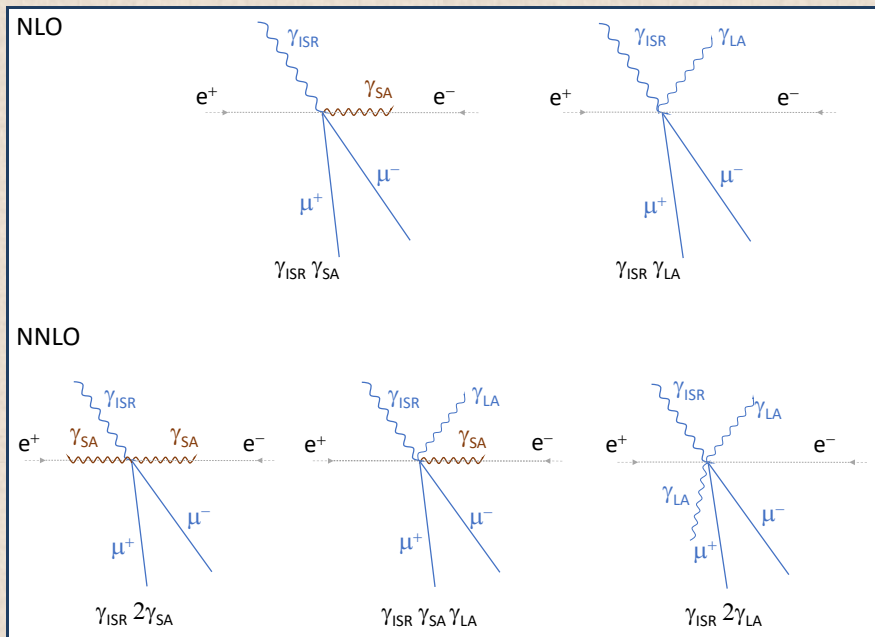 NLO
γISR γISR γLA
γSA
e⁺ e⁻ e⁺ e⁻
μ⁻ μ⁻
μ⁺ μ⁺
γISR γSA γISR γLA
NNLO
γISR γISR γLA γISR γLA
γSA γSA γSA
e⁺ e⁻ e⁺ e⁻ e⁺ e⁻
γLA
μ⁻ μ⁻ μ⁻
μ⁺ μ⁺ μ⁺
γISR 2γSA γISR γSA γLA γISR 2γLA